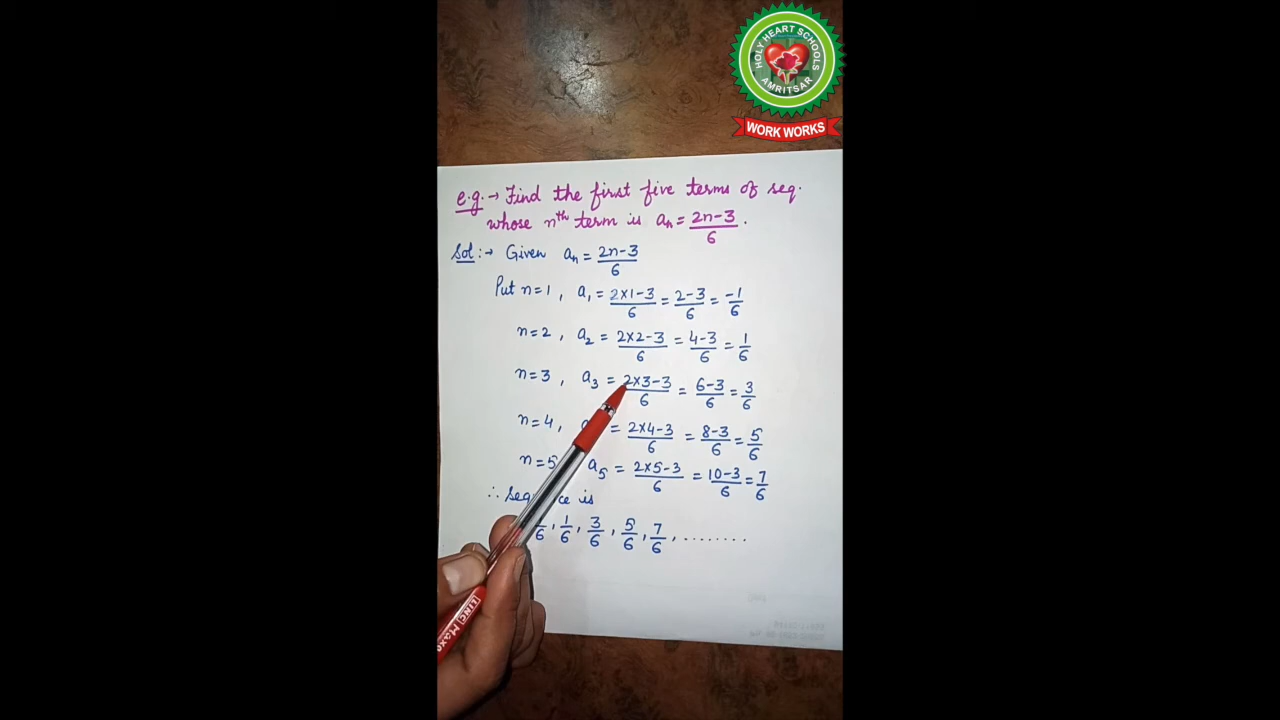 HOLY HEART SCHOOLS
AMRITSAR
WORK WORKS
e.g. → Find the first five terms of seq.
whose nth term is aₙ = (2n-3)/6 .
Sol :→ Given aₙ = (2n-3)/6
Put n=1 , a₁ = (2×1-3)/6 = (2-3)/6 = -1/6
n=2 , a₂ = (2×2-3)/6 = (4-3)/6 = 1/6
n=3 , a₃ = (2×3-3)/6 = (6-3)/6 = 3/6
n=4 , = (2×4-3)/6 = (8-3)/6 = 5/6
n=5 a₅ = (2×5-3)/6 = (10-3)/6 = 7/6
∴ is
1/6 , 3/6 , 5/6 , 7/6 , ........
LINC Maxo